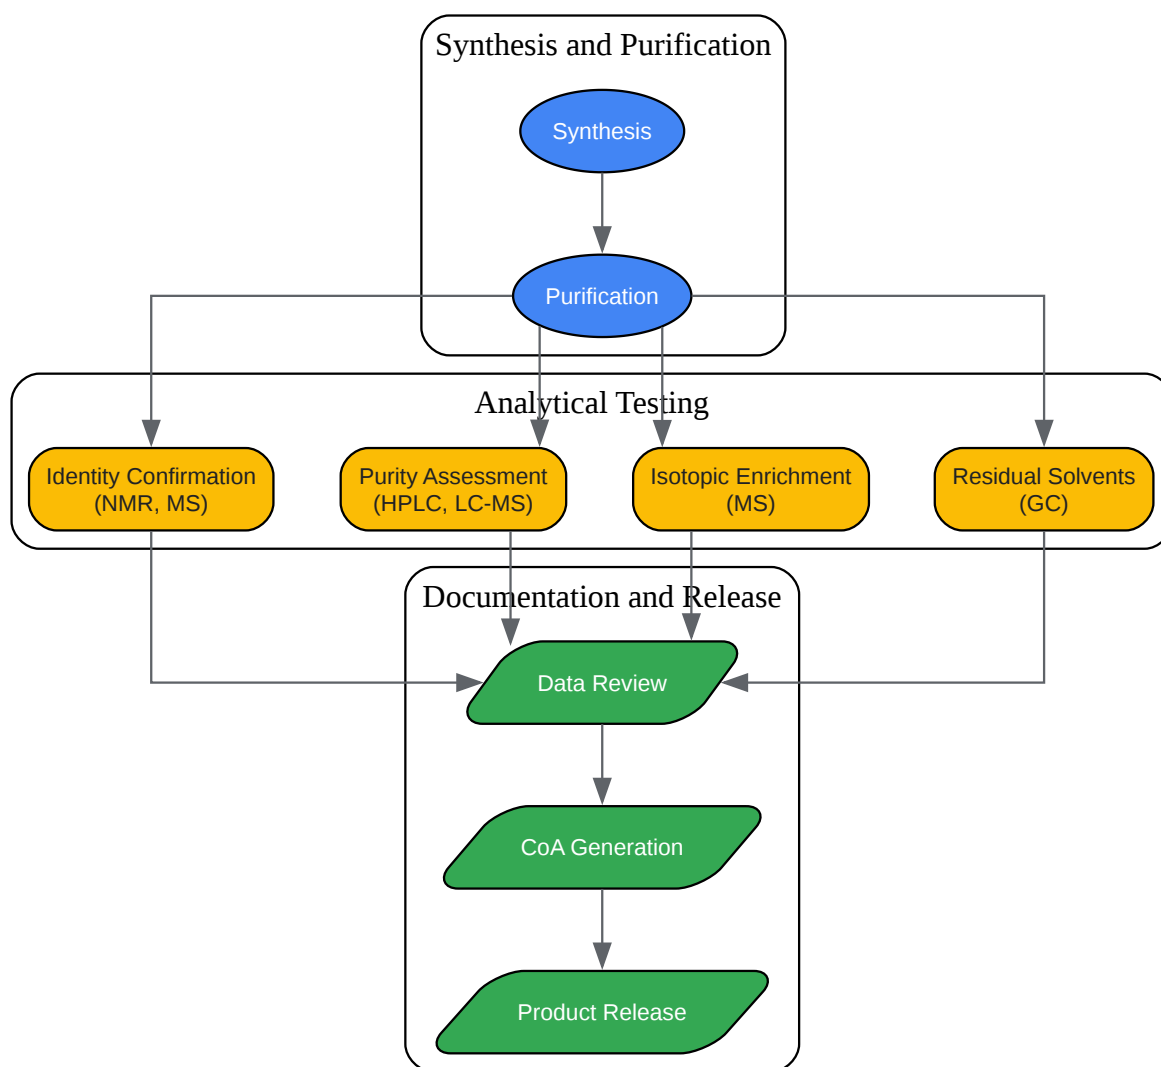 Synthesis and Purification
Synthesis
Purification
Analytical Testing
Identity Confirmation
(NMR, MS)
Purity Assessment
(HPLC, LC-MS)
Isotopic Enrichment
(MS)
Residual Solvents
(GC)
Documentation and Release
Data Review
CoA Generation
Product Release